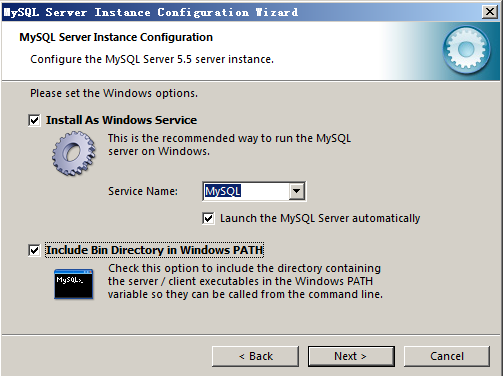 MySQL Server Instance Configuration Wizard
MySQL Server Instance Configuration
Configure the MySQL Server 5.5 server instance.
Please set the Windows options.
Install As Windows Service
This is the recommended way to run the MySQL
server on Windows.
Service Name:
MySQL
Launch the MySQL Server automatically
Include Bin Directory in Windows PATH
Check this option to include the directory containing
the server / client executables in the Windows PATH
variable so they can be called from the command line.
MySQL>_
< Back
Next >
Cancel